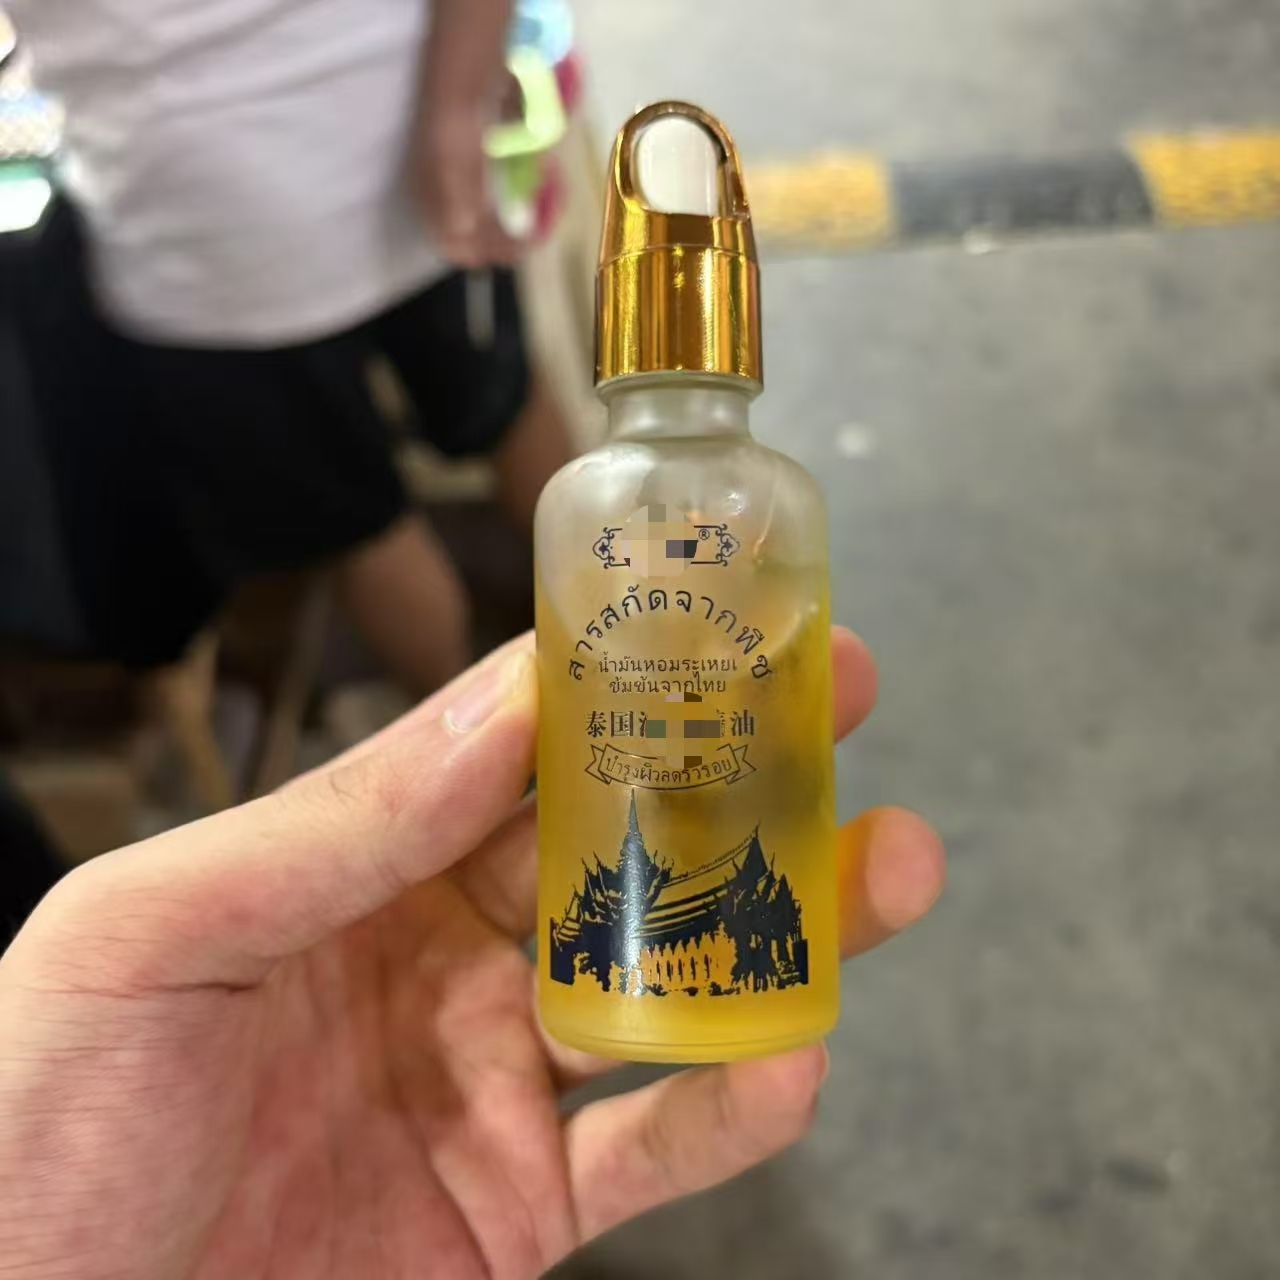 ®
สารสกัดจากพืช
น้ำมันหอมระเหยเ
ข้มข้นจากไทย
泰国 油
บำรุงผิวลดริ้วรอย